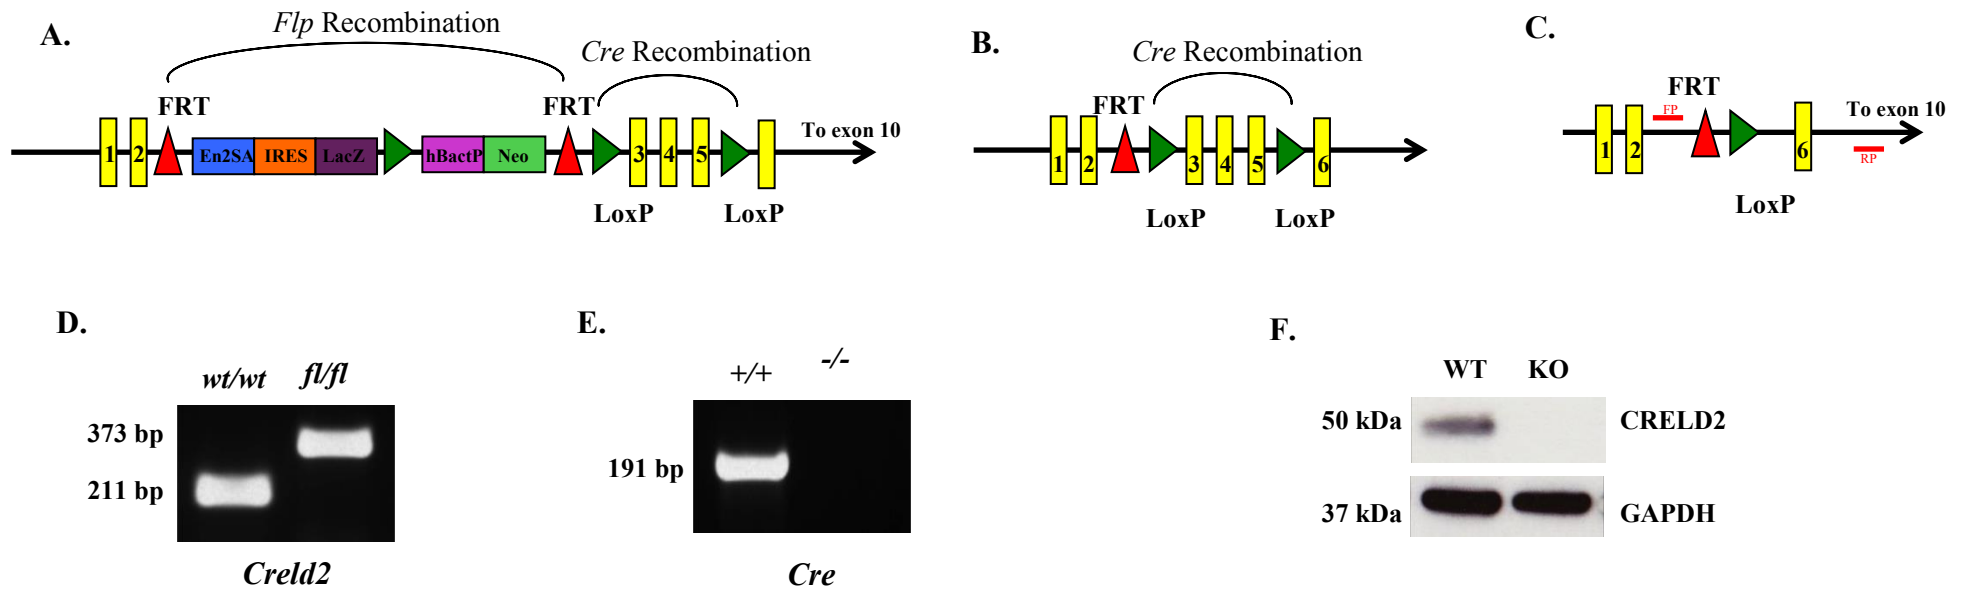 A.
Flp Recombination
Cre Recombination
FRT
FRT
1
2
En2SA
IRES
LacZ
hBactP
Neo
3
4
5
To exon 10
LoxP
LoxP
B.
Cre Recombination
FRT
1
2
3
4
5
6
LoxP
LoxP
C.
FRT
FP
To exon 10
1
2
6
RP
LoxP
D.
wt/wt
fl/fl
373 bp
211 bp
Creld2
E.
+/+
-/-
191 bp
Cre
F.
WT
KO
50 kDa
CRELD2
37 kDa
GAPDH